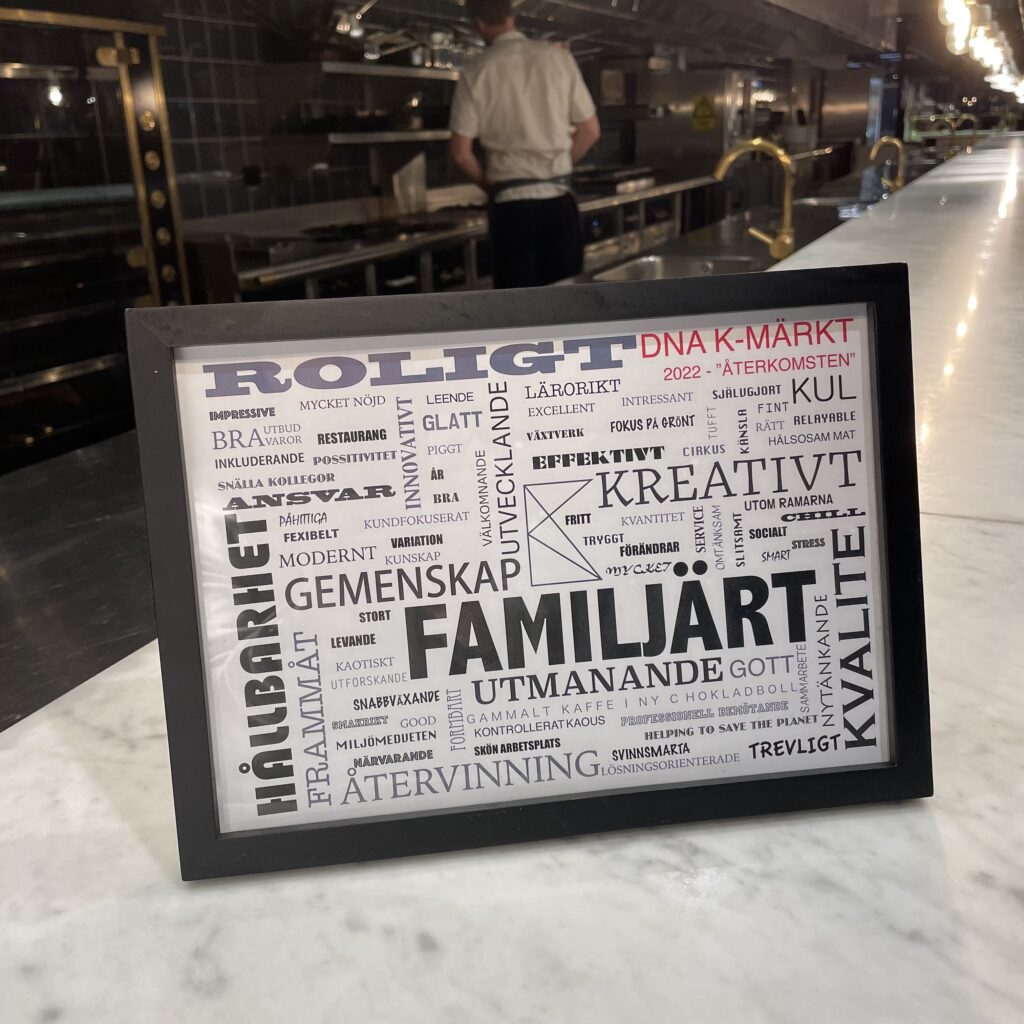 ROLIGT
DNA K-MÄRKT
2022 - "ÅTERKOMSTEN"
IMPRESSIVE
MYCKET NÖJD
LEENDE
LÄRORIKT
INTRESSANT
SJÄLVGJORT
KUL
BRA
UTBUD
VAROR
RESTAURANG
INNOVATIVT
GLATT
UTVECKLANDE
EXCELLENT
VÄXTVERK
FOKUS PÅ GRÖNT
TUFFT
KÄNSLA
FINT
RÄTT
RELAYABLE
HÄLSOSAM MAT
INKLUDERANDE
POSSITIVITET
PIGGT
EFFEKTIVT
CIRKUS
SNÄLLA KOLLEGOR
ÅR
BRA
VÄLKOMNANDE
KREATIVT
ANSVAR
UTOM RAMARNA
CHILL
PÅHITTIGA
FEXIBELT
KUNDFOKUSERAT
FRITT
KVANTITET
SERVICE
OMTÄNKSAM
SLITSAMT
SOCIALT
STRESS
SMART
MODERNT
VARIATION
KUNSKAP
TRYGGT
FÖRÄNDRAR
MYCKET
HÅLLBARHET
GEMENSKAP
STORT
FAMILJÄRT
KVALITE
LEVANDE
FRAMMÅT
KAOTISKT
UTFORSKANDE
UTMANANDE
GOTT
SAMMARBETE
NYTÄNKANDE
SNABBVÄXANDE
FORMBART
GAMMALT KAFFE I NY CHOKLADBOLL
SMAKRIKT
GOOD
KONTROLLERAT KAOUS
PROFESSIONELL BEMÖTANDE
MILJÖMEDUETEN
SKÖN ARBETSPLATS
HELPING TO SAVE THE PLANET
NÄRVARANDE
SVINNSMARTA
TREVLIGT
ÅTERVINNING
LÖSNINGSORIENTERADE